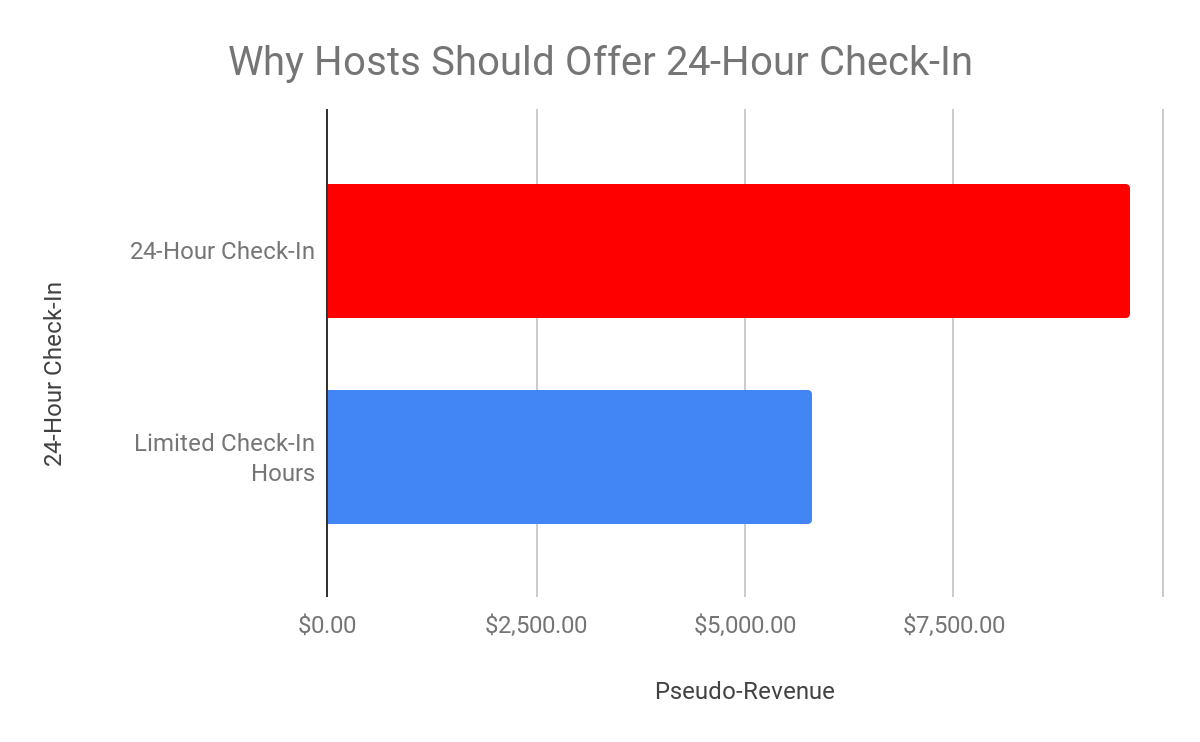 Why Hosts Should Offer 24-Hour Check-In
24-Hour Check-In
24-Hour Check-In
Limited Check-In
Hours
$0.00
$2,500.00
$5,000.00
$7,500.00
Pseudo-Revenue